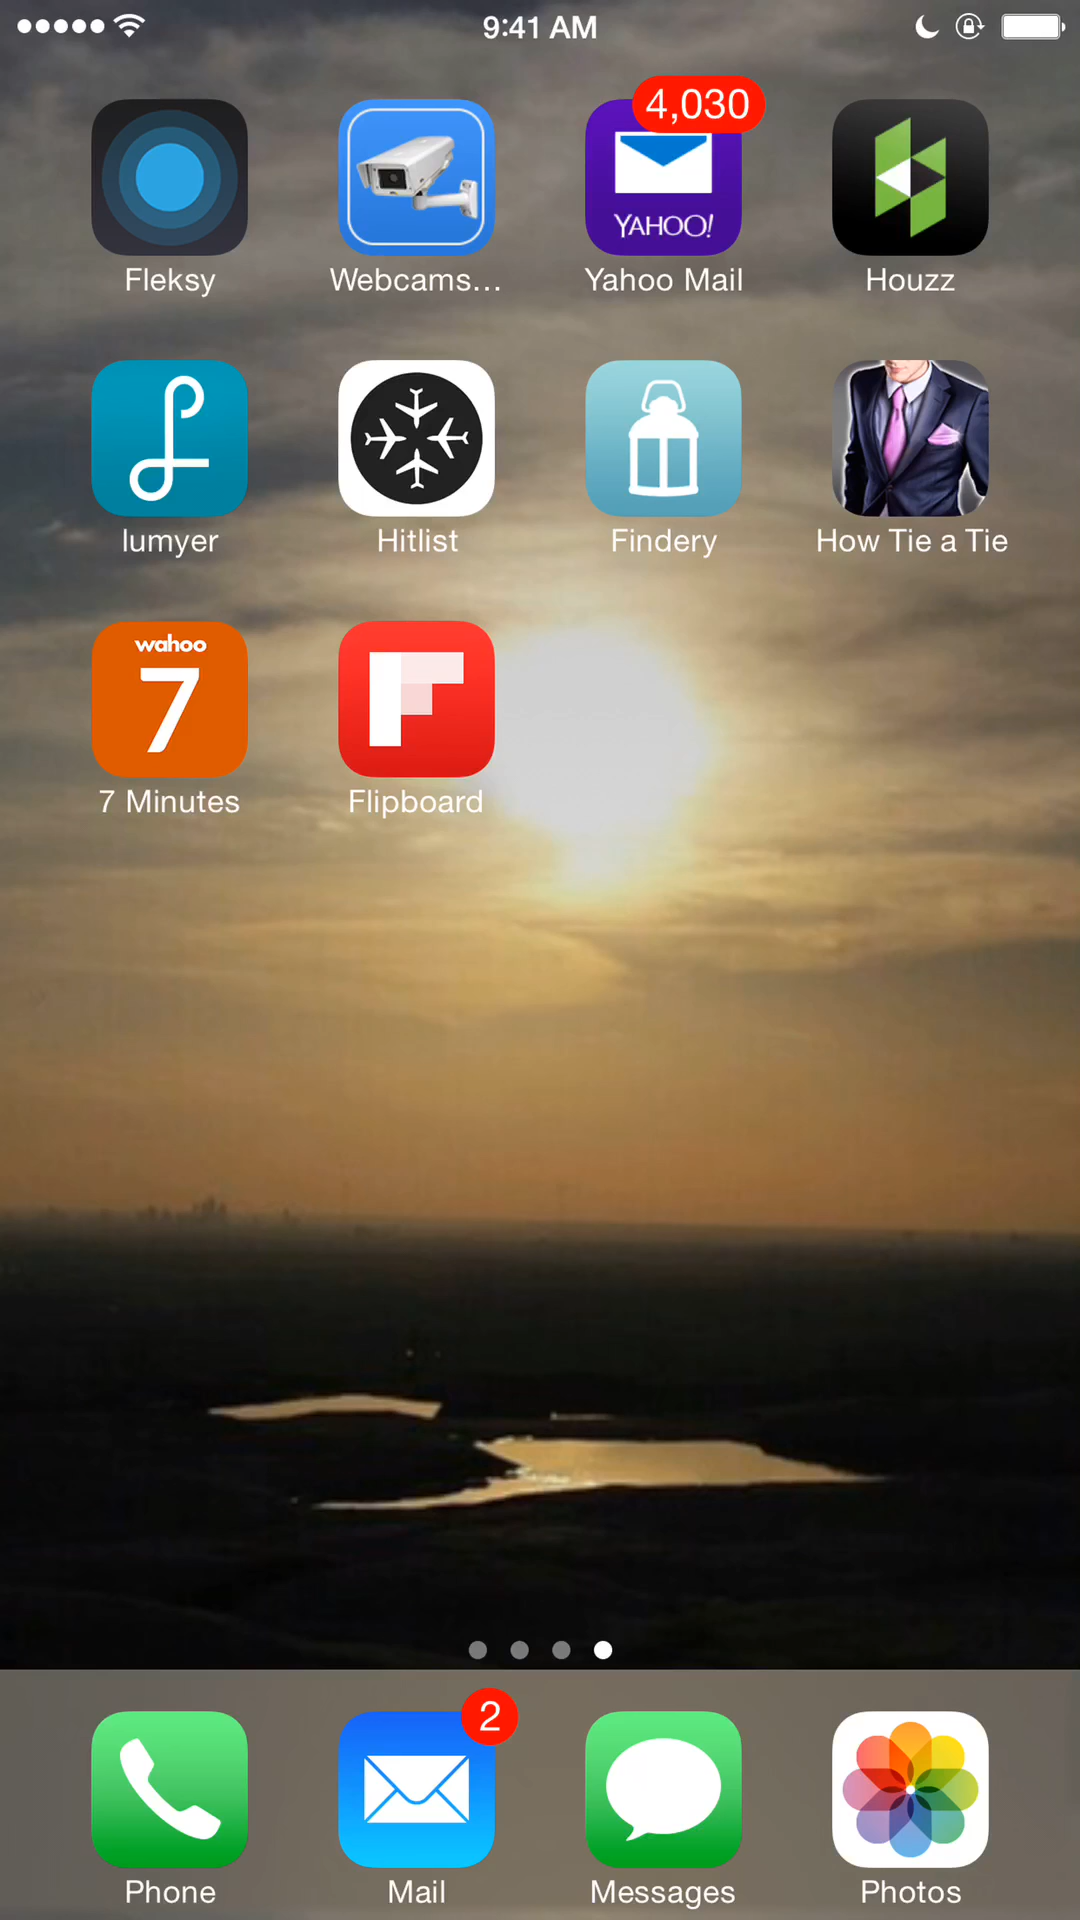 9:41 AM
4,030
YAHOO!
Fleksy
Webcams...
Yahoo Mail
Houzz
lumyer
Hitlist
Findery
How Tie a Tie
wahoo
7
7 Minutes
Flipboard
2
Phone
Mail
Messages
Photos